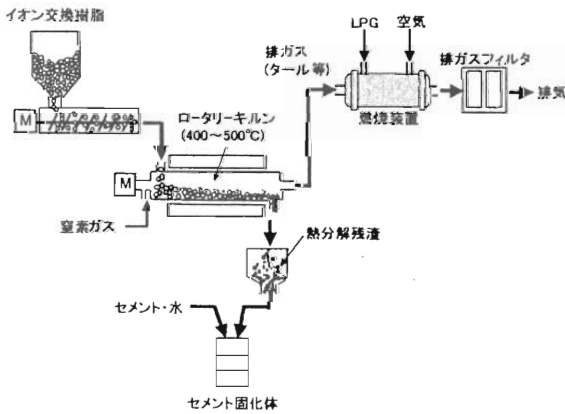 イオン交換樹脂
M
LPG
空気
排ガス
(タール等)
排ガスフィルタ
排気
燃焼装置
ロータリーキルン
(400～500℃)
M
窒素ガス
熱分解残渣
セメント・水
セメント固化体